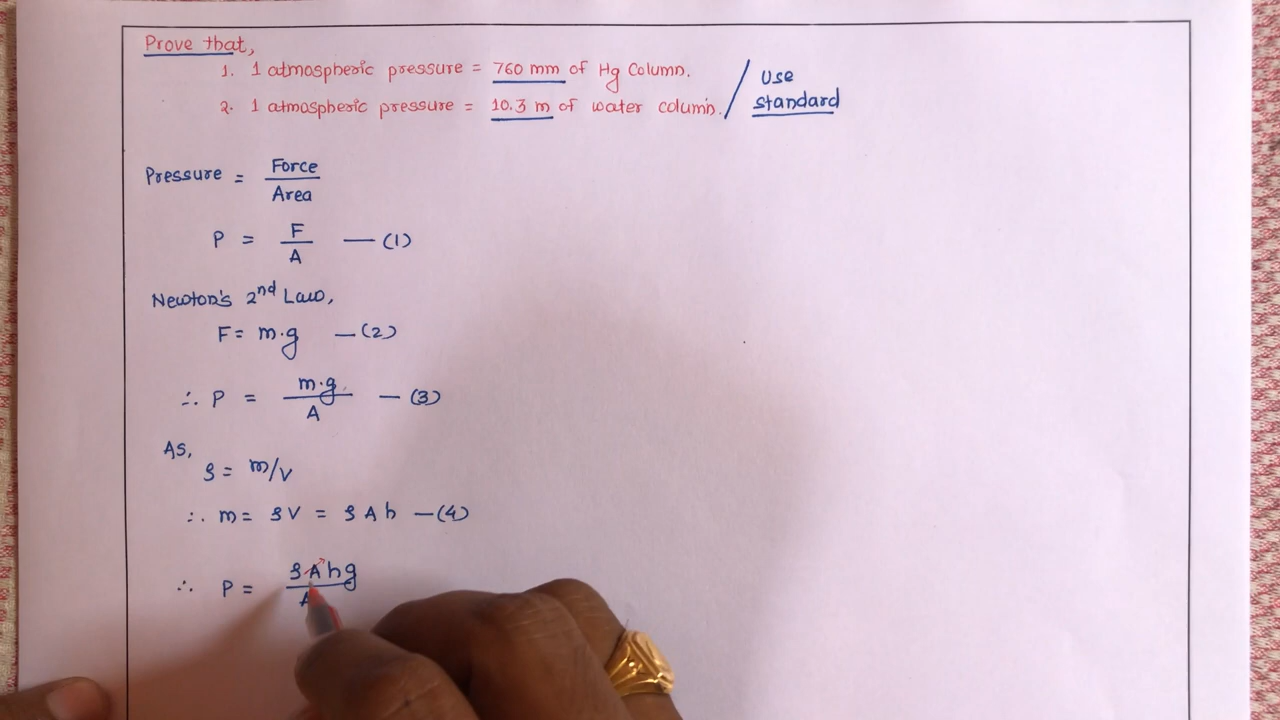 Prove that,
1. 1 atmospheric pressure = 760 mm of Hg Column.
2. 1 atmospheric pressure = 10.3 m of water column.
/ Use standard
Pressure = Force / Area
P = F / A — (1)
Newton's 2nd Law,
F = m·g — (2)
∴ P = m·g / A — (3)
As,
ρ = m/v
∴ m = ρV = ρAh — (4)
∴ P = ρAhg / A